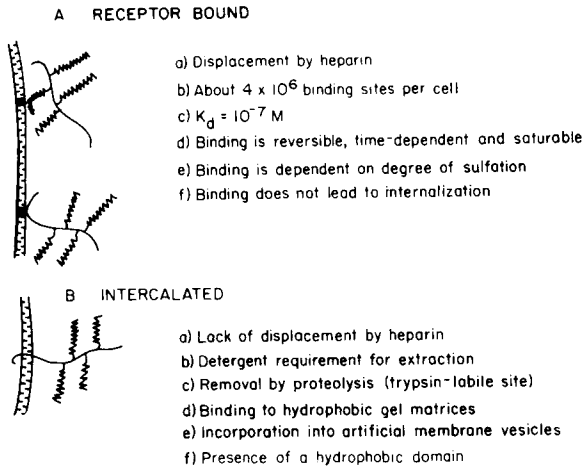 A RECEPTOR BOUND
a) Displacement by heparin
b) About 4 x 10⁶ binding sites per cell
c) K_d = 10⁻⁷ M
d) Binding is reversible, time-dependent and saturable
e) Binding is dependent on degree of sulfation
f) Binding does not lead to internalization
B INTERCALATED
a) Lack of displacement by heparin
b) Detergent requirement for extraction
c) Removal by proteolysis (trypsin-labile site)
d) Binding to hydrophobic gel matrices
e) Incorporation into artificial membrane vesicles
f) Presence of a hydrophobic domain